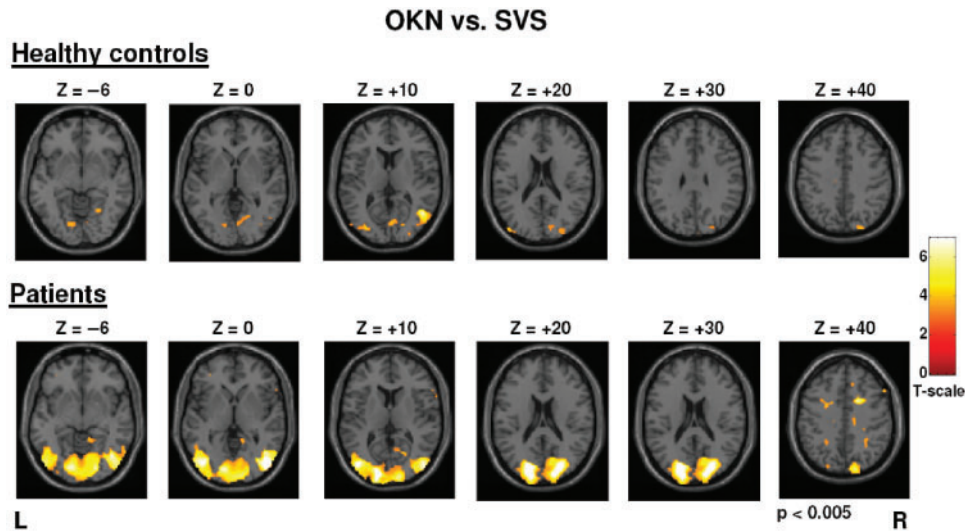 OKN vs. SVS
Healthy controls
Z = −6 Z = 0 Z = +10 Z = +20 Z = +30 Z = +40
6
4
2
0
T-scale
Patients
Z = −6 Z = 0 Z = +10 Z = +20 Z = +30 Z = +40
p < 0.005
L R